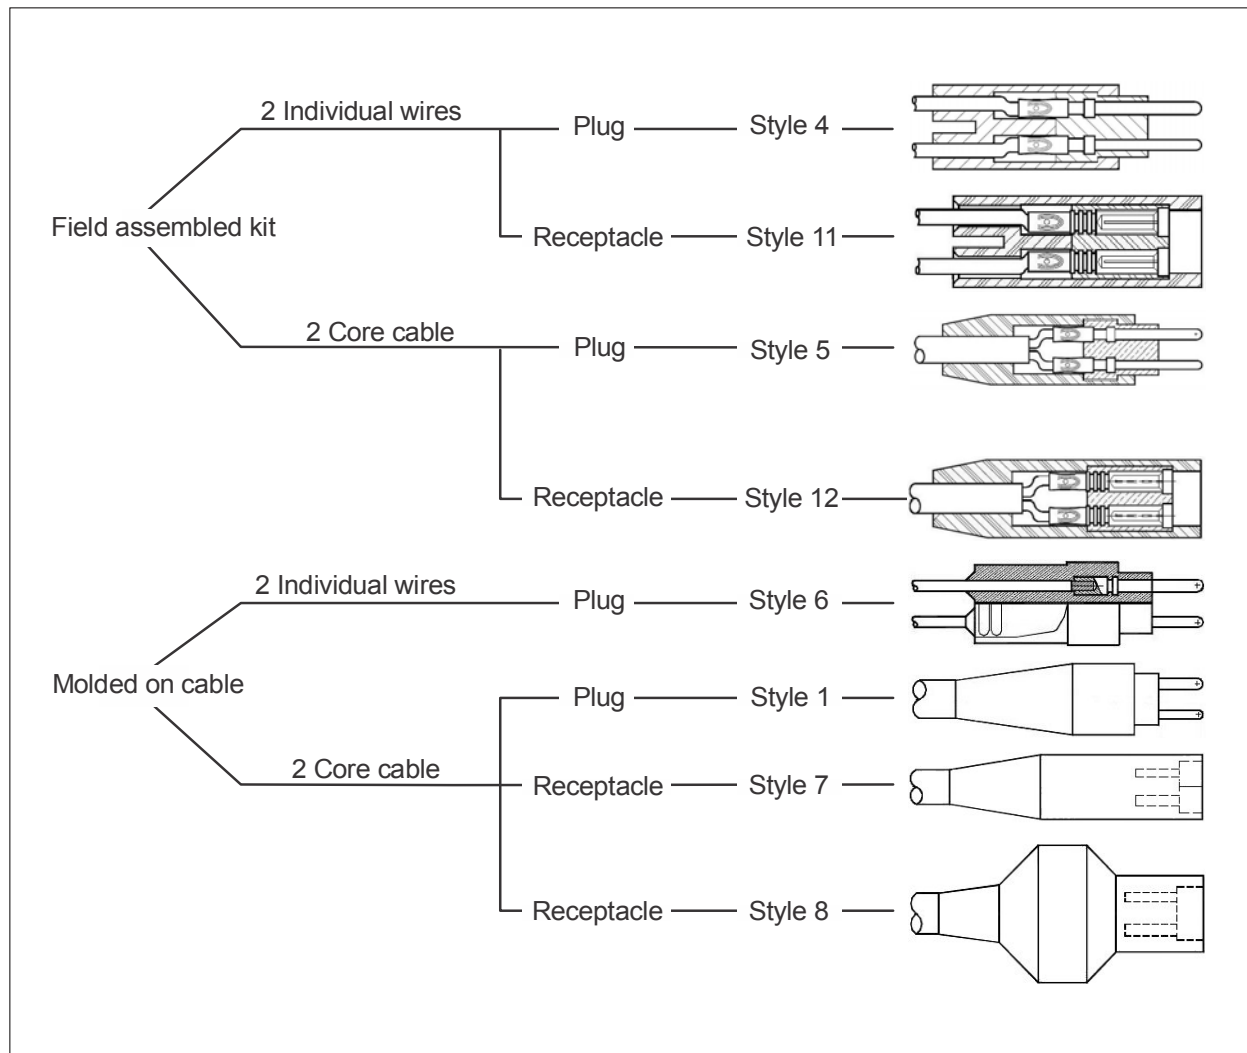 2 Individual wires
Plug
Style 4
Field assembled kit
Receptacle
Style 11
2 Core cable
Plug
Style 5
Receptacle
Style 12
2 Individual wires
Plug
Style 6
Molded on cable
Plug
Style 1
2 Core cable
Receptacle
Style 7
Receptacle
Style 8